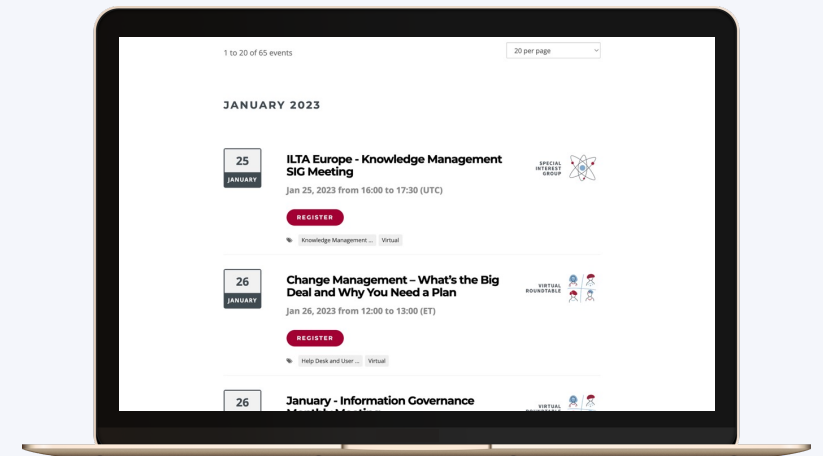 1 to 20 of 65 events
20 per page
JANUARY 2023
25
JANUARY
ILTA Europe - Knowledge Management
SIG Meeting
Jan 25, 2023 from 16:00 to 17:30 (UTC)
REGISTER
Knowledge Management ...
Virtual
SPECIAL
INTEREST
GROUP
26
JANUARY
Change Management – What's the Big
Deal and Why You Need a Plan
Jan 26, 2023 from 12:00 to 13:00 (ET)
REGISTER
Help Desk and User ...
Virtual
VIRTUAL
ROUNDTABLE
26
January - Information Governance
Monthly Meeting
VIRTUAL
ROUNDTABLE